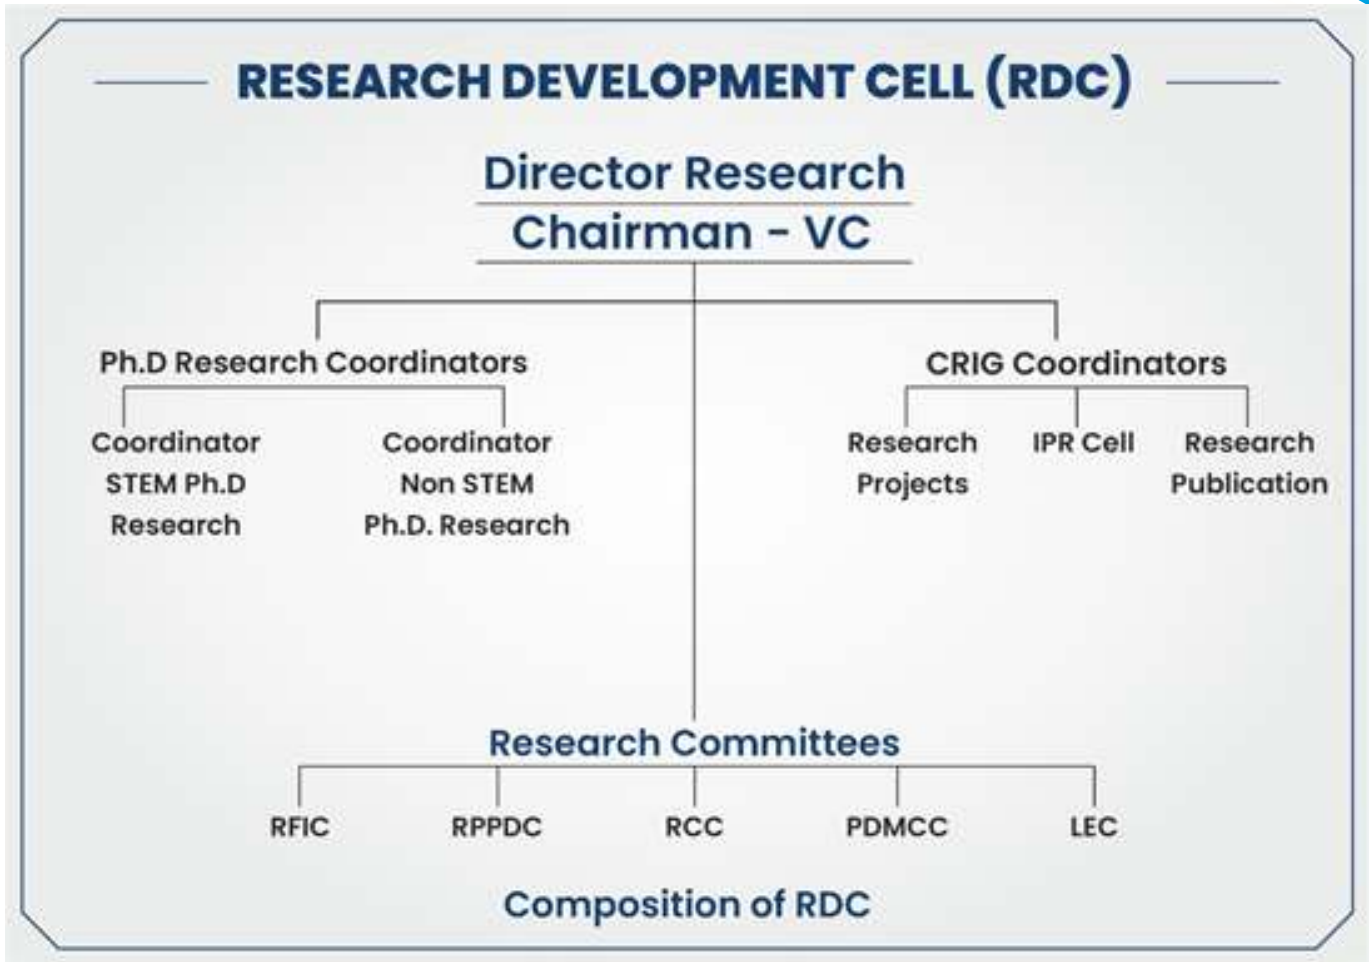 RESEARCH DEVELOPMENT CELL (RDC)
Director Research
Chairman - VC
Ph.D Research Coordinators
Coordinator
STEM Ph.D
Research
Coordinator
Non STEM
Ph.D. Research
CRIG Coordinators
Research
Projects
IPR Cell
Research
Publication
Research Committees
RFIC
RPPDC
RCC
PDMCC
LEC
Composition of RDC